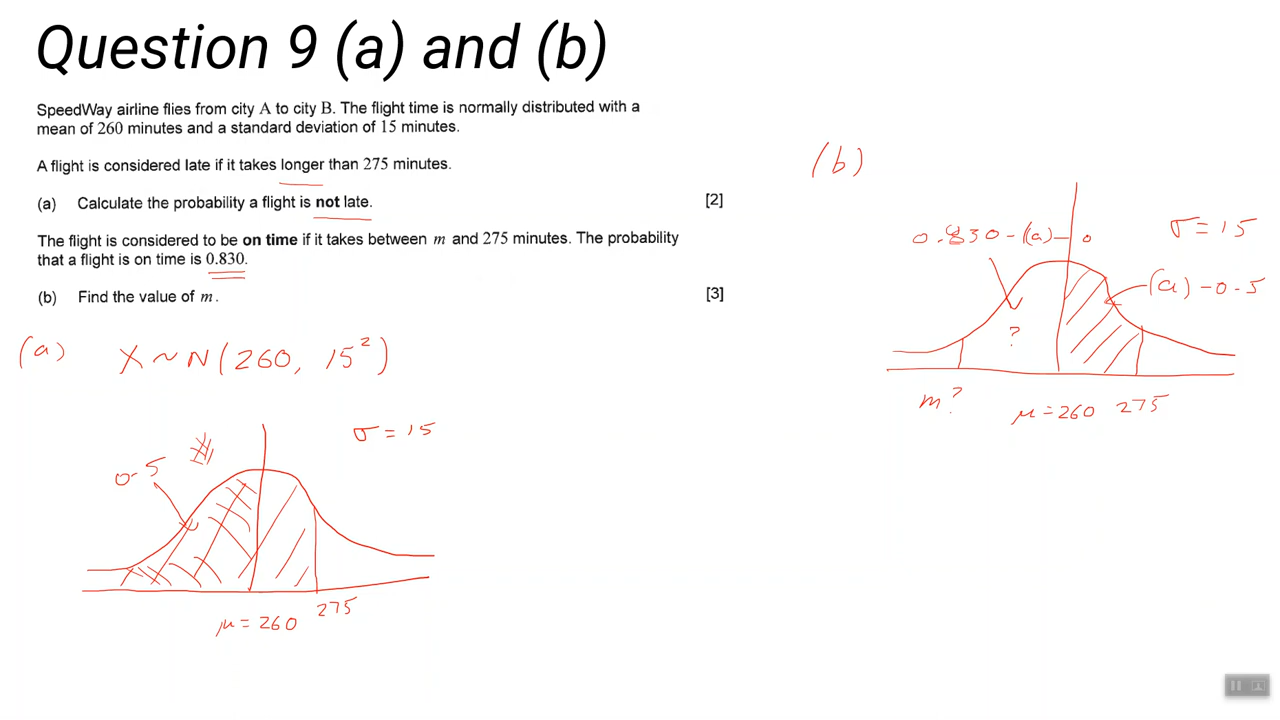 Question 9 (a) and (b)
SpeedWay airline flies from city A to city B. The flight time is normally distributed with a
mean of 260 minutes and a standard deviation of 15 minutes.
A flight is considered late if it takes longer than 275 minutes.
(a) Calculate the probability a flight is not late. [2]
The flight is considered to be on time if it takes between m and 275 minutes. The probability
that a flight is on time is 0.830.
(b) Find the value of m. [3]
(a) X ~ N(260, 15²)
σ = 15
0.5
μ = 260
275
(b)
σ = 15
(a) - 0.5
?
m?
μ = 260
275